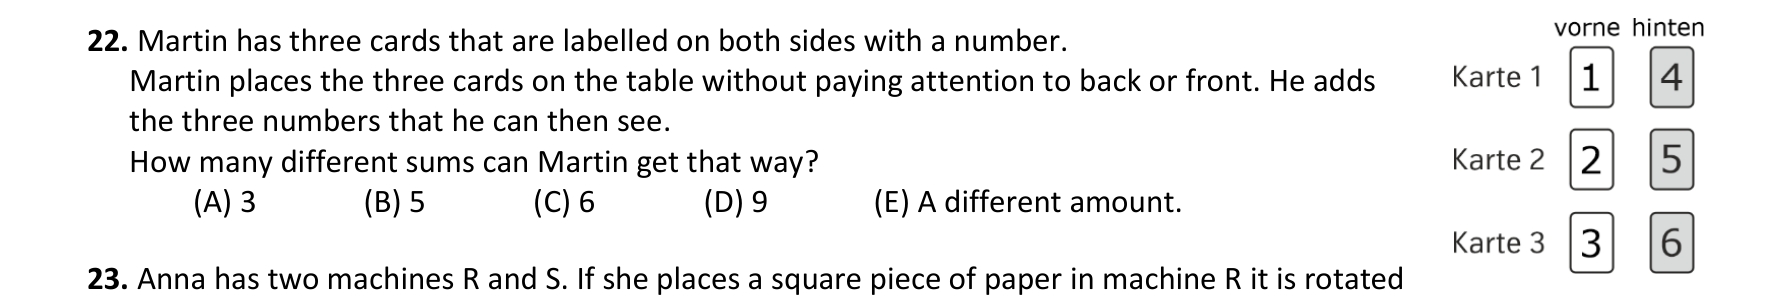 22. Martin has three cards that are labelled on both sides with a number.
Martin places the three cards on the table without paying attention to back or front. He adds
the three numbers that he can then see.
How many different sums can Martin get that way?
(A) 3 (B) 5 (C) 6 (D) 9 (E) A different amount.
vorne hinten
Karte 1 1 4
Karte 2 2 5
Karte 3 3 6
23. Anna has two machines R and S. If she places a square piece of paper in machine R it is rotated